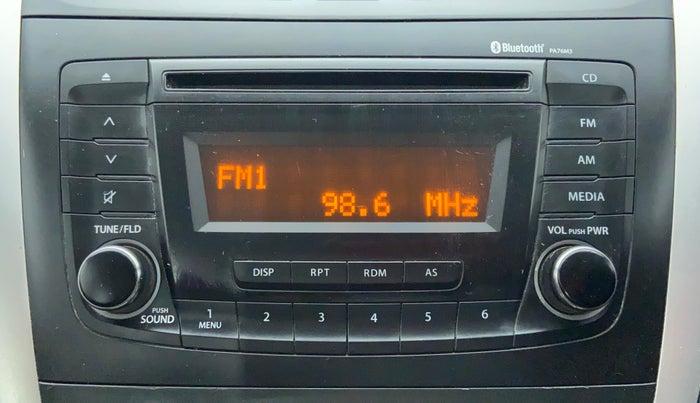 Bluetooth®
PA76M3
CD
FM
AM
MEDIA
FM1
98.6 MHz
TUNE/FLD
VOL PUSH PWR
DISP RPT RDM AS
PUSH
SOUND
1 2 3 4 5 6
MENU